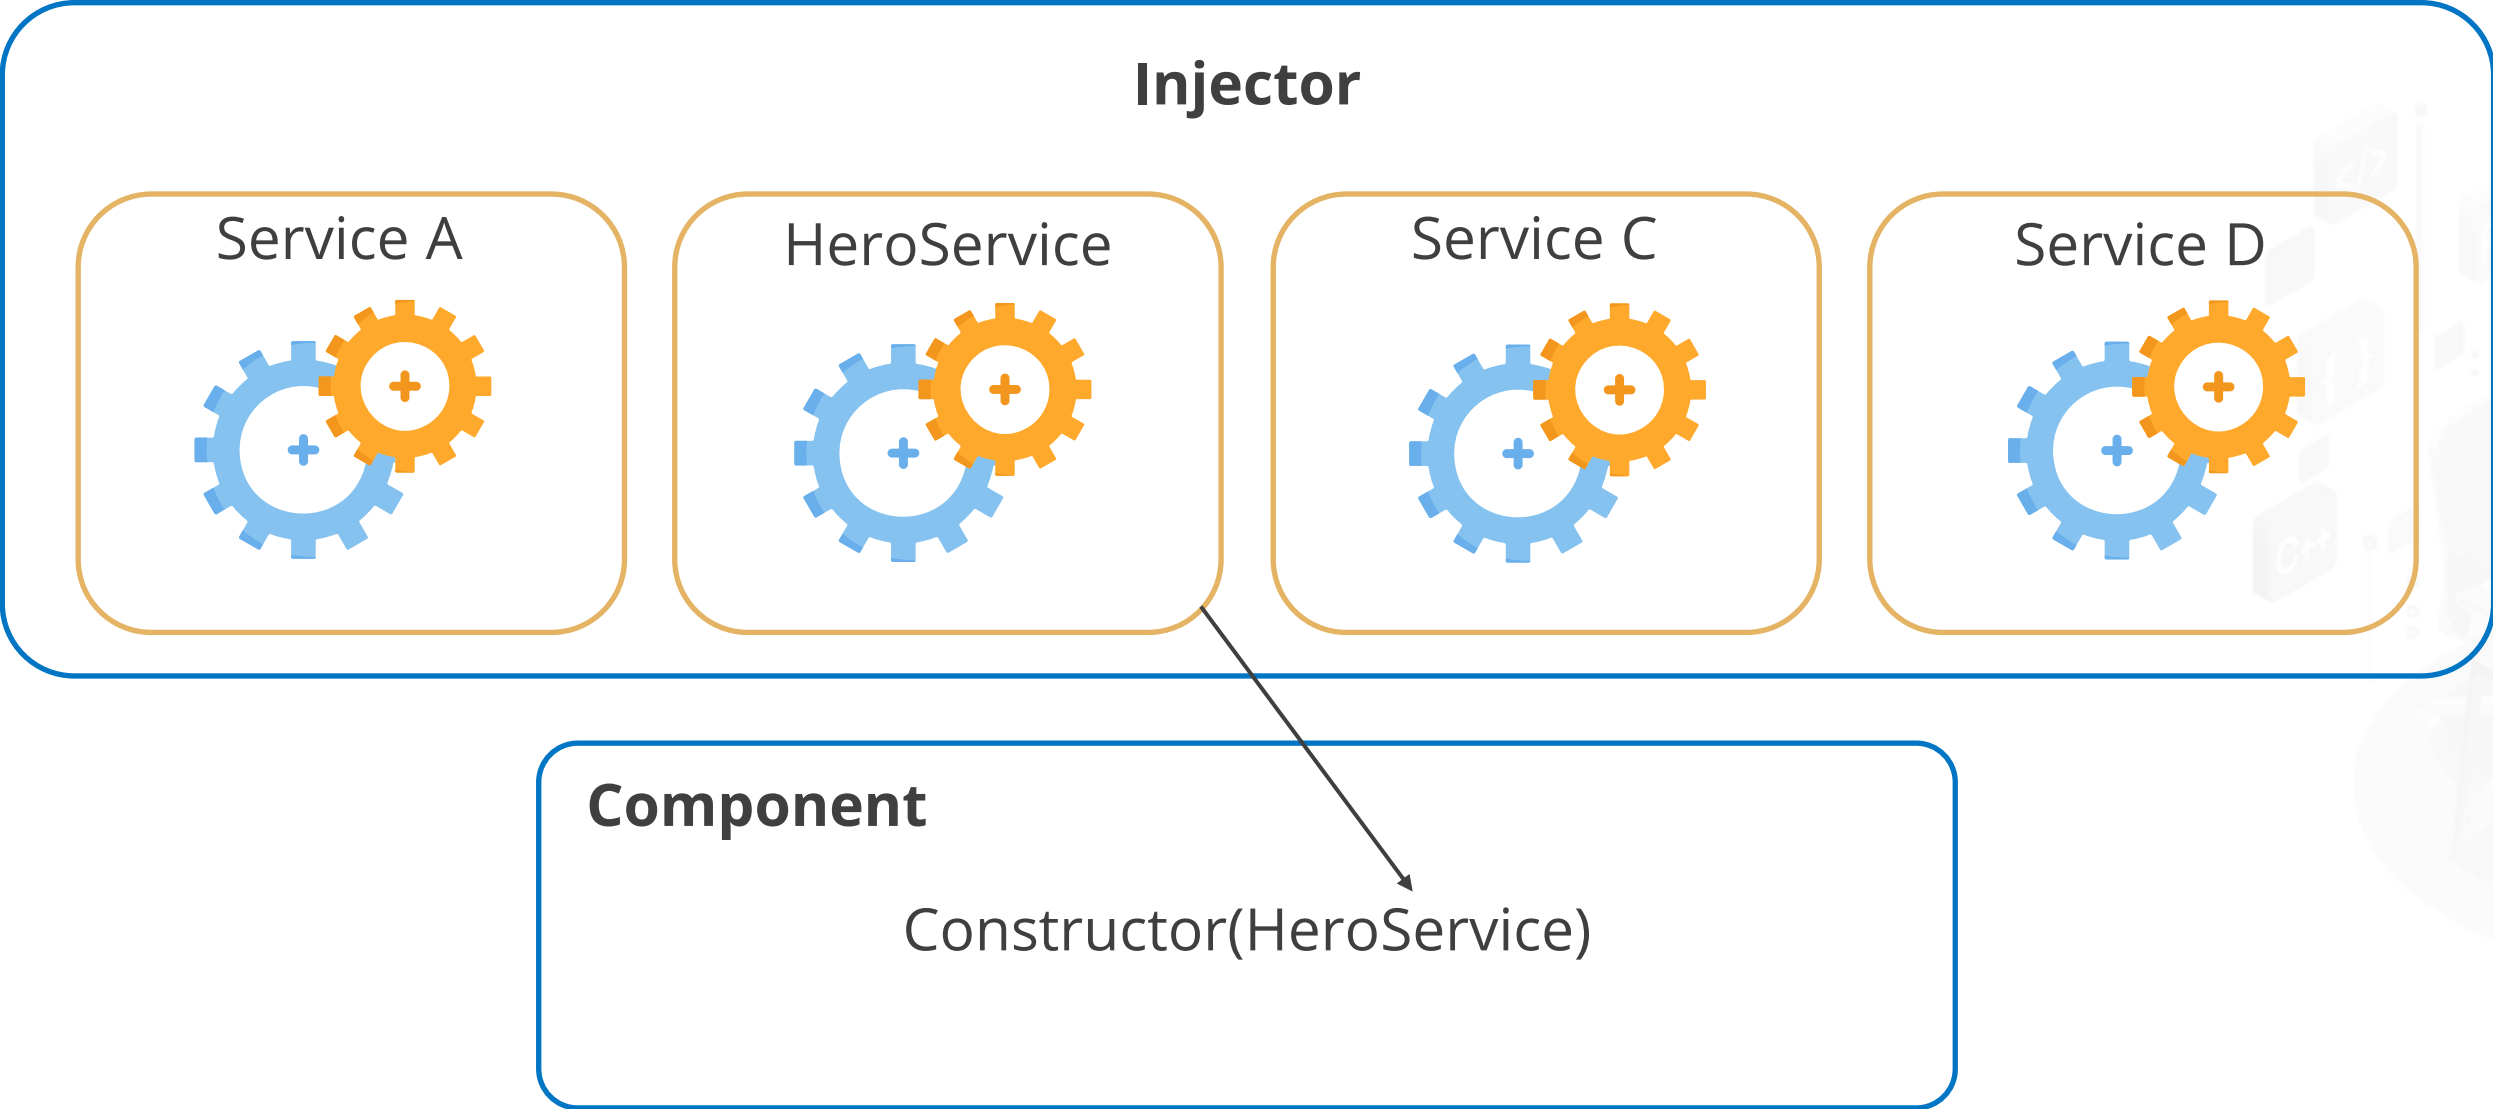 Injector
Service A
HeroService
Service C
Service D
</>
{ }
C++
Component
Constructor(HeroService)